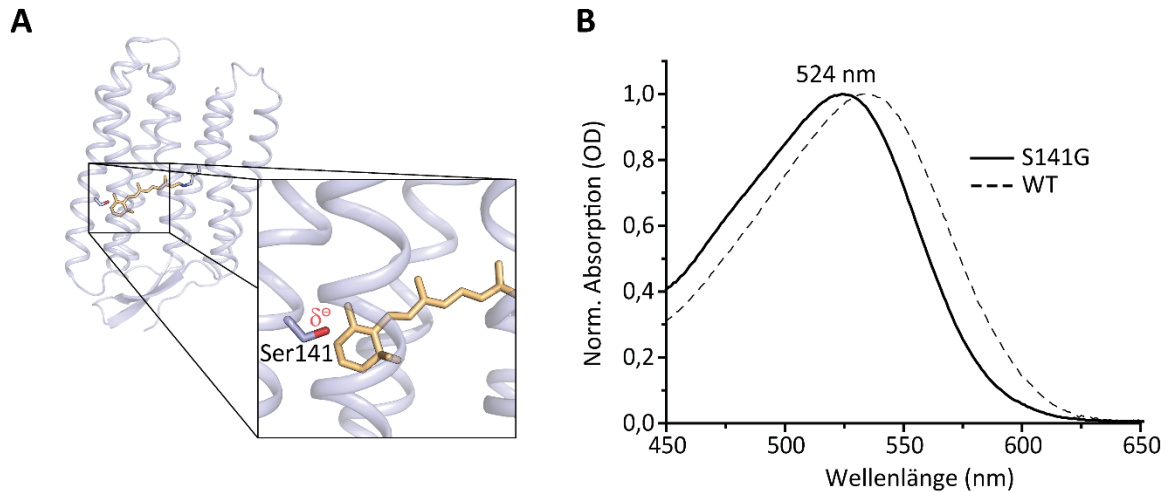 A
Ser141
δ⊖
B
524 nm
1,0
0,8
0,6
0,4
0,2
0,0
Norm. Absorption (OD)
S141G
WT
450
500
550
600
650
Wellenlänge (nm)